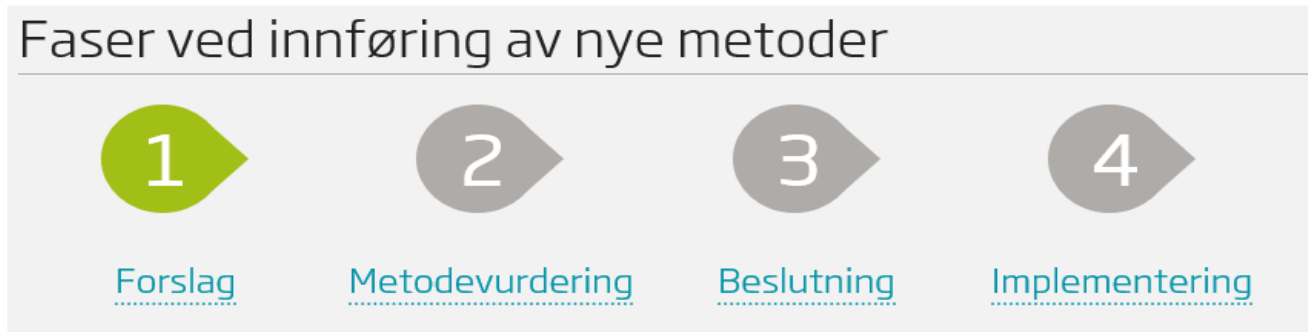 Faser ved innføring av nye metoder
1 2 3 4
Forslag Metodevurdering Beslutning Implementering